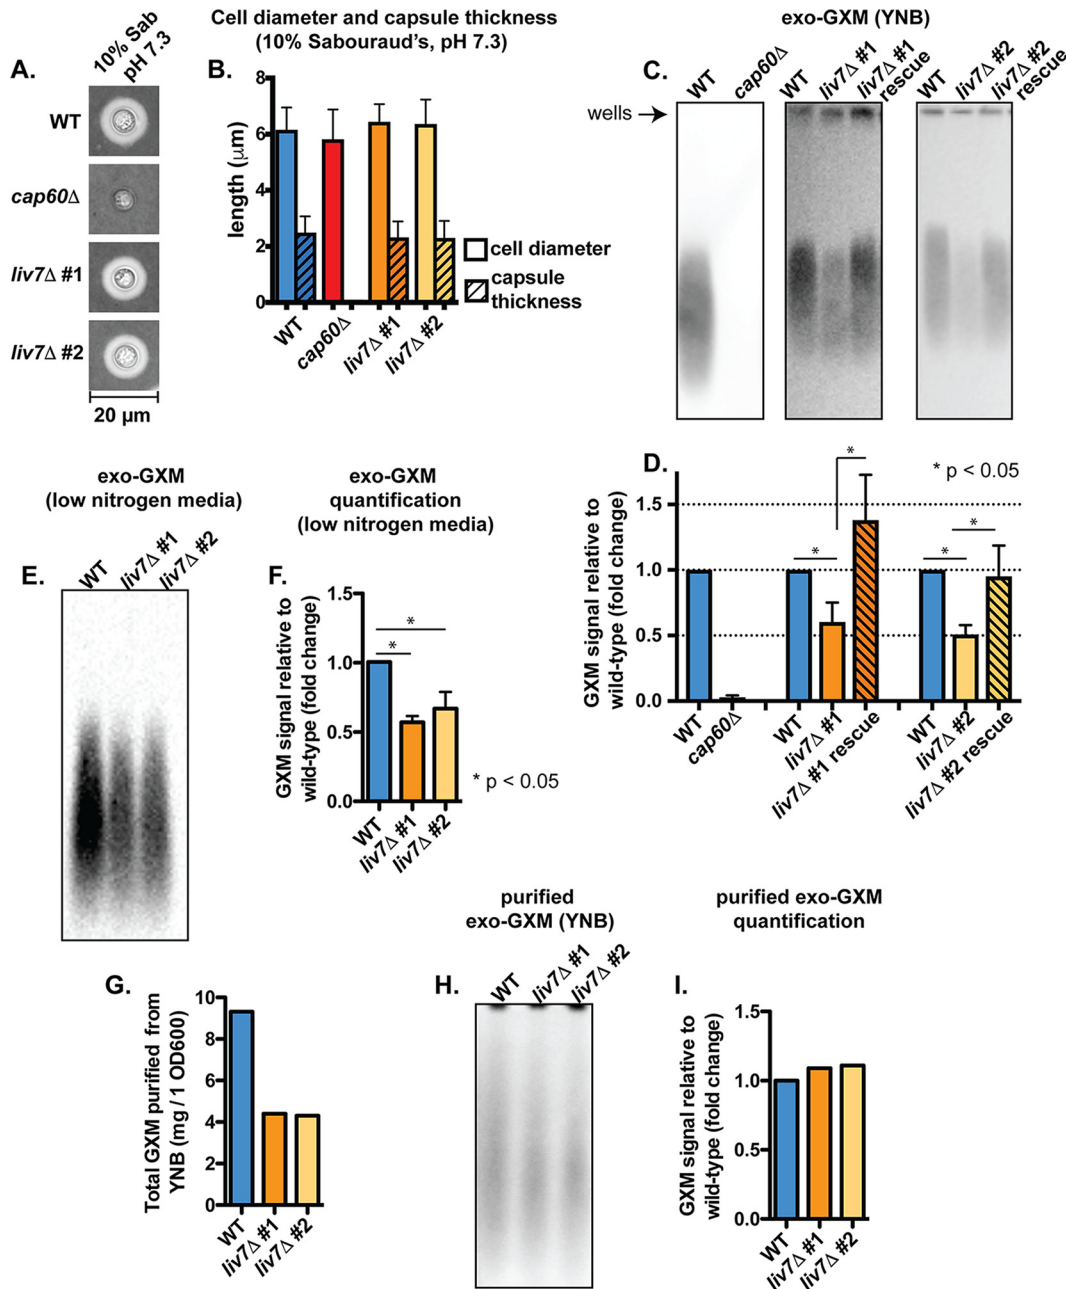 Cell diameter and capsule thickness
(10% Sabouraud's, pH 7.3)
exo-GXM (YNB)
A.
10% Sab
pH 7.3
WT
cap60Δ
liv7Δ #1
liv7Δ #2
20 μm
B.
length (μm)
8
6
4
2
0
WT
cap60Δ
liv7Δ #1
liv7Δ #2
cell diameter
capsule
thickness
C.
WT
cap60Δ
WT
liv7Δ #1
liv7Δ #1
rescue
WT
liv7Δ #2
liv7Δ #2
rescue
wells
D.
* p < 0.05
GXM signal relative to
wild-type (fold change)
1.5
1.0
0.5
0.0
*
*
*
*
WT
cap60Δ
WT
liv7Δ #1
liv7Δ #1 rescue
WT
liv7Δ #2
liv7Δ #2 rescue
exo-GXM
(low nitrogen media)
E.
WT
liv7Δ #1
liv7Δ #2
exo-GXM
quantification
(low nitrogen media)
F.
GXM signal relative to
wild-type (fold change)
1.5
1.0
0.5
0.0
*
*
* p < 0.05
WT
liv7Δ #1
liv7Δ #2
G.
Total GXM purified from
YNB (mg / 1 OD600)
10
8
6
4
2
0
WT
liv7Δ #1
liv7Δ #2
purified
exo-GXM (YNB)
H.
WT
liv7Δ #1
liv7Δ #2
purified exo-GXM
quantification
I.
GXM signal relative to
wild-type (fold change)
1.5
1.0
0.5
0.0
WT
liv7Δ #1
liv7Δ #2